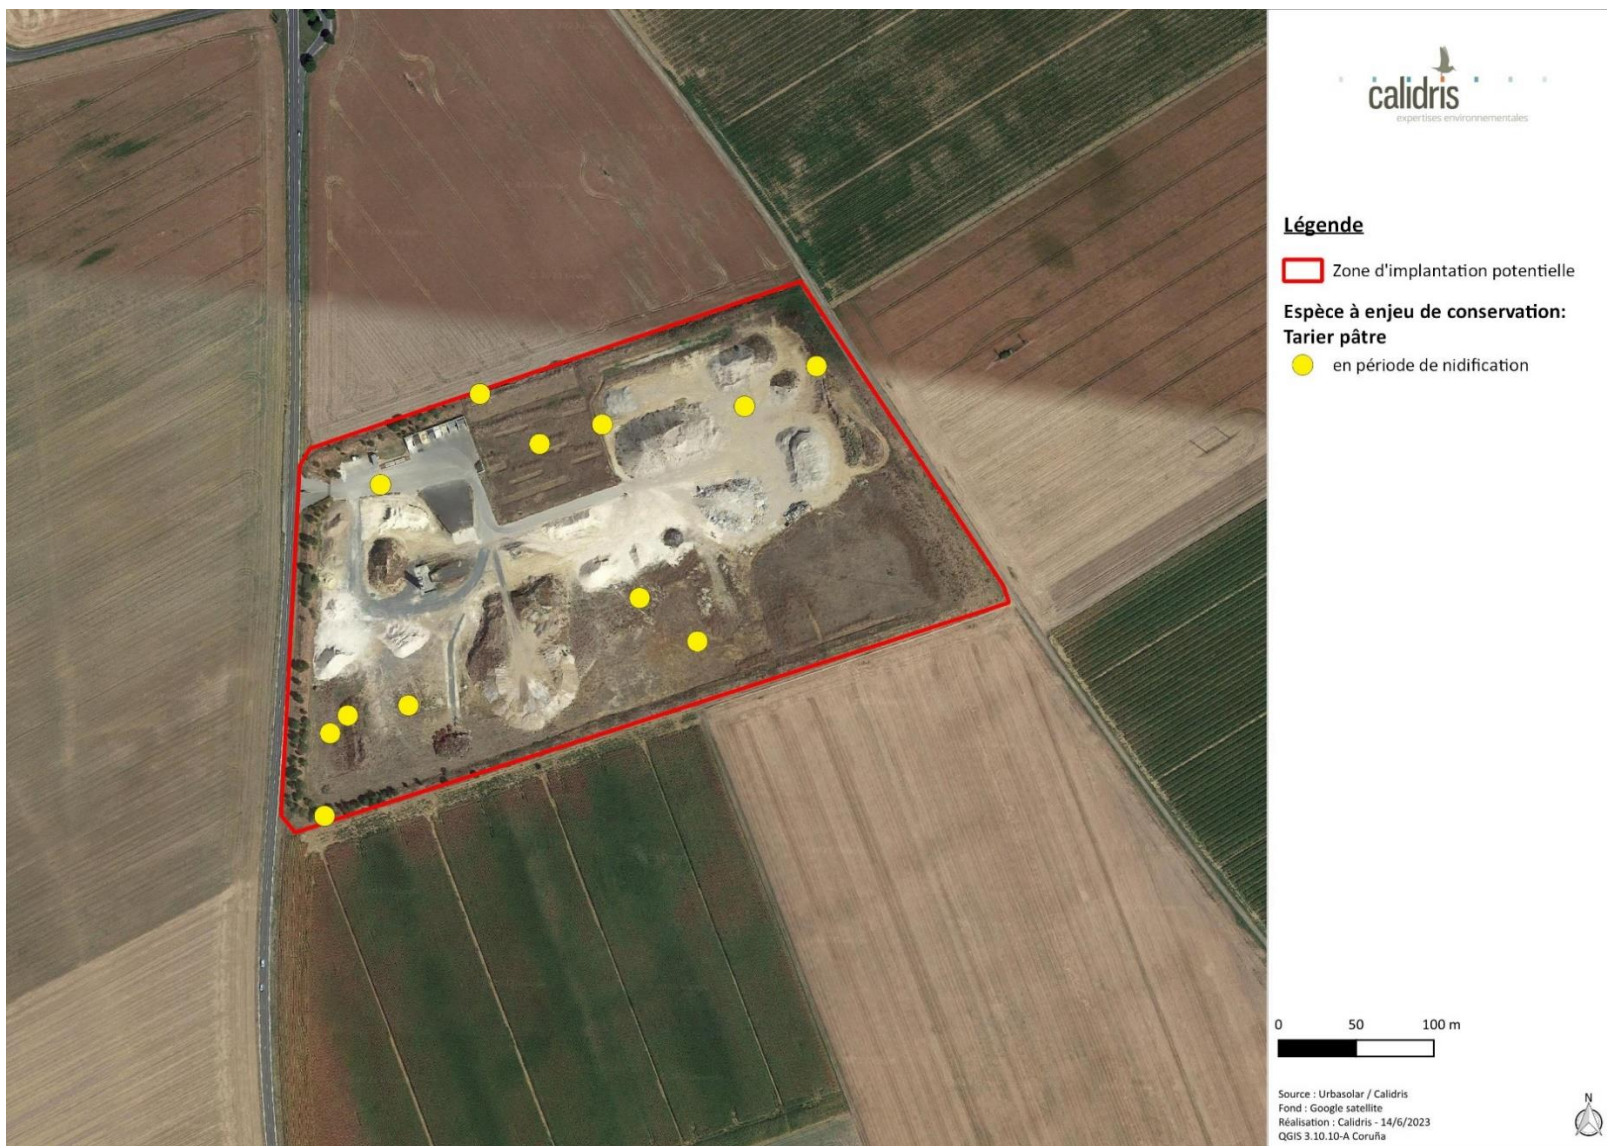 calidris
expertises environnementales
Légende
Zone d'implantation potentielle
Espèce à enjeu de conservation:
Tarier pâtre
en période de nidification
0 50 100 m
Source : Urbasolar / Calidris
Fond : Google satellite
Réalisation : Calidris - 14/6/2023
QGIS 3.10.10-A Coruña
N